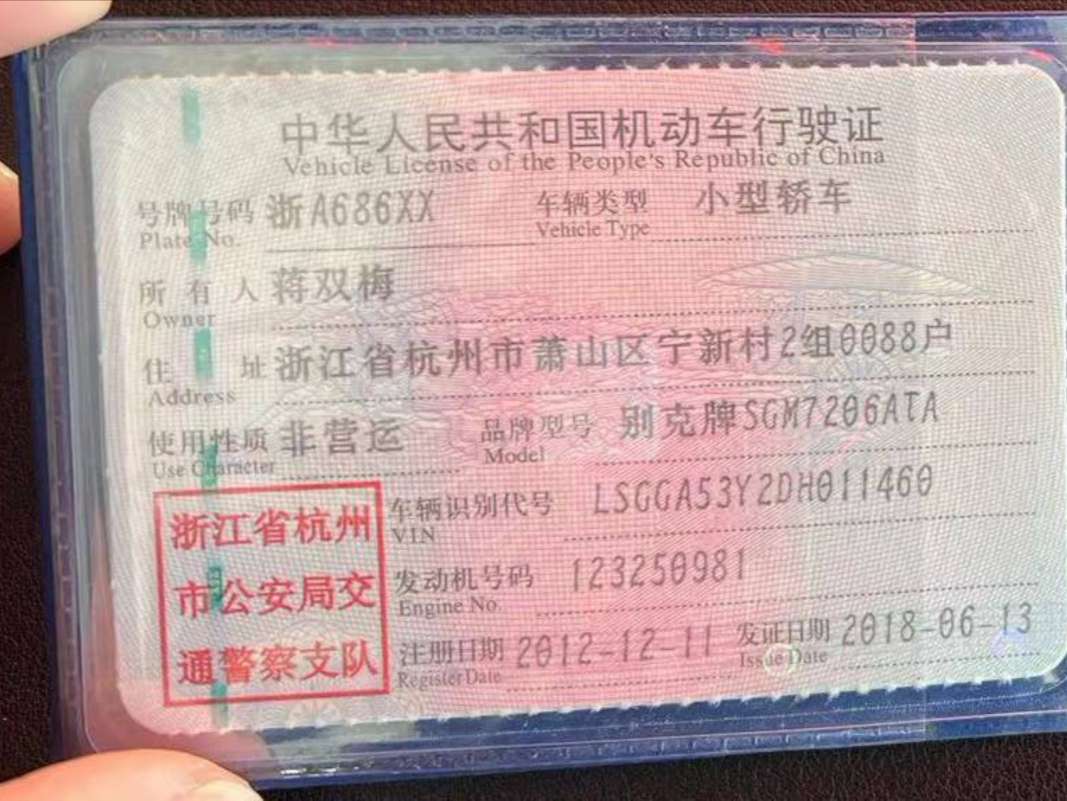 中华人民共和国机动车行驶证
Vehicle License of the People's Republic of China
号牌号码 浙A686XX 车辆类型 小型轿车
Plate No. Vehicle Type
所有人 蒋双梅
Owner
住址 浙江省杭州市萧山区宁新村2组0088户
Address
使用性质 非营运 品牌型号 别克牌SGM7206ATA
Use Character Model
浙江省杭州
市公安局交
通警察支队
车辆识别代号 LSGGA53Y2DH011460
VIN
发动机号码 123250981
Engine No.
注册日期 2012-12-11 发证日期 2018-06-13
Register Date Issue Date